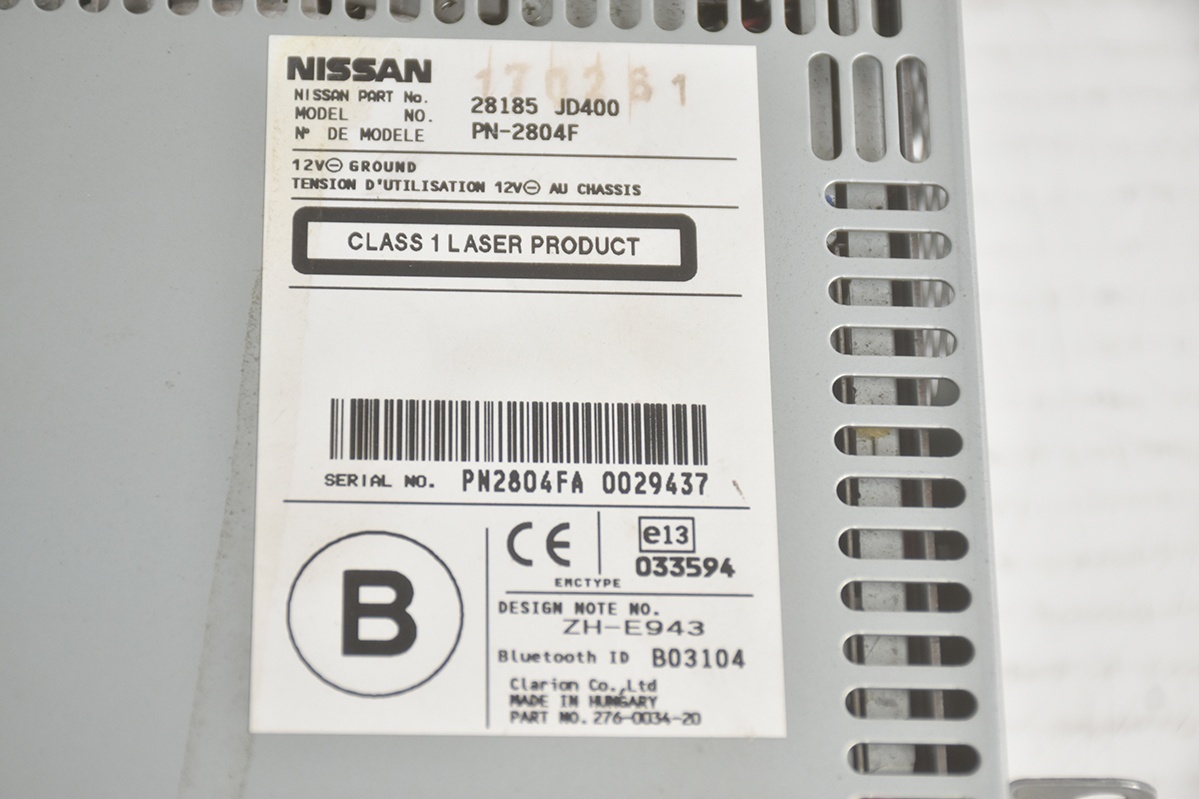 NISSAN
170261
NISSAN PART No. 28185 JD400
MODEL NO. PN-2804F
Nº DE MODELE
12V⊖ GROUND
TENSION D'UTILISATION 12V⊖ AU CHASSIS
CLASS 1 LASER PRODUCT
SERIAL NO. PN2804FA 0029437
B
CE
e13
033594
EMCTYPE
DESIGN NOTE NO.
ZH-E943
Bluetooth ID B03104
Clarion Co.,Ltd
MADE IN HUNGARY
PART NO. 276-0034-20